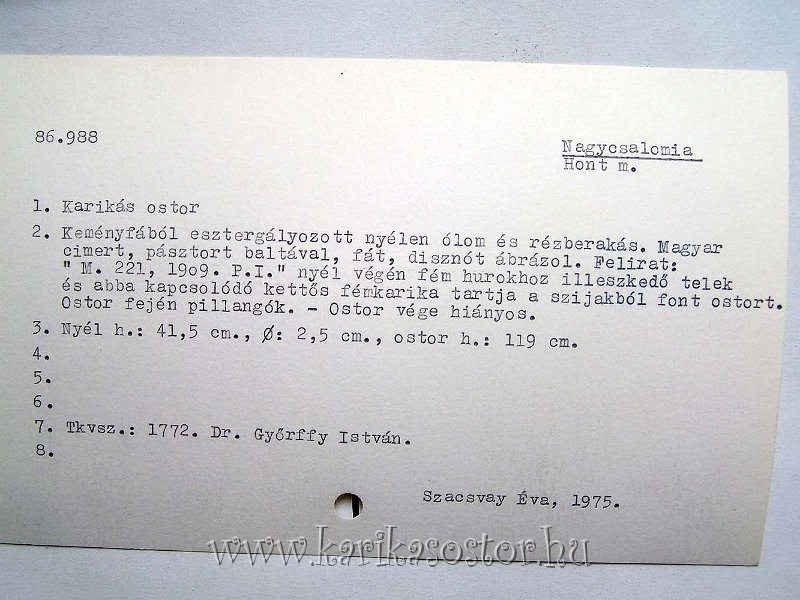 86.988
Nagycsalomia
Hont m.
1. Karikás ostor
2. Keményfából esztergályozott nyélen ólom és rézberakás. Magyar
cimert, pásztort baltával, fát, disznót ábrázol. Felirat:
" M. 221, 19o9. P.I." nyél végén fém hurokhoz illeszkedő telek
és abba kapcsolódó kettős fémkarika tartja a szijakból font ostort.
Ostor fején pillangók. - Ostor vége hiányos.
3. Nyél h.: 41,5 cm., Ø: 2,5 cm., ostor h.: 119 cm.
4.
5.
6.
7. Tkvsz.: 1772. Dr. Győrffy István.
8.
Szacsvay Éva, 1975.
www.karikasostor.hu